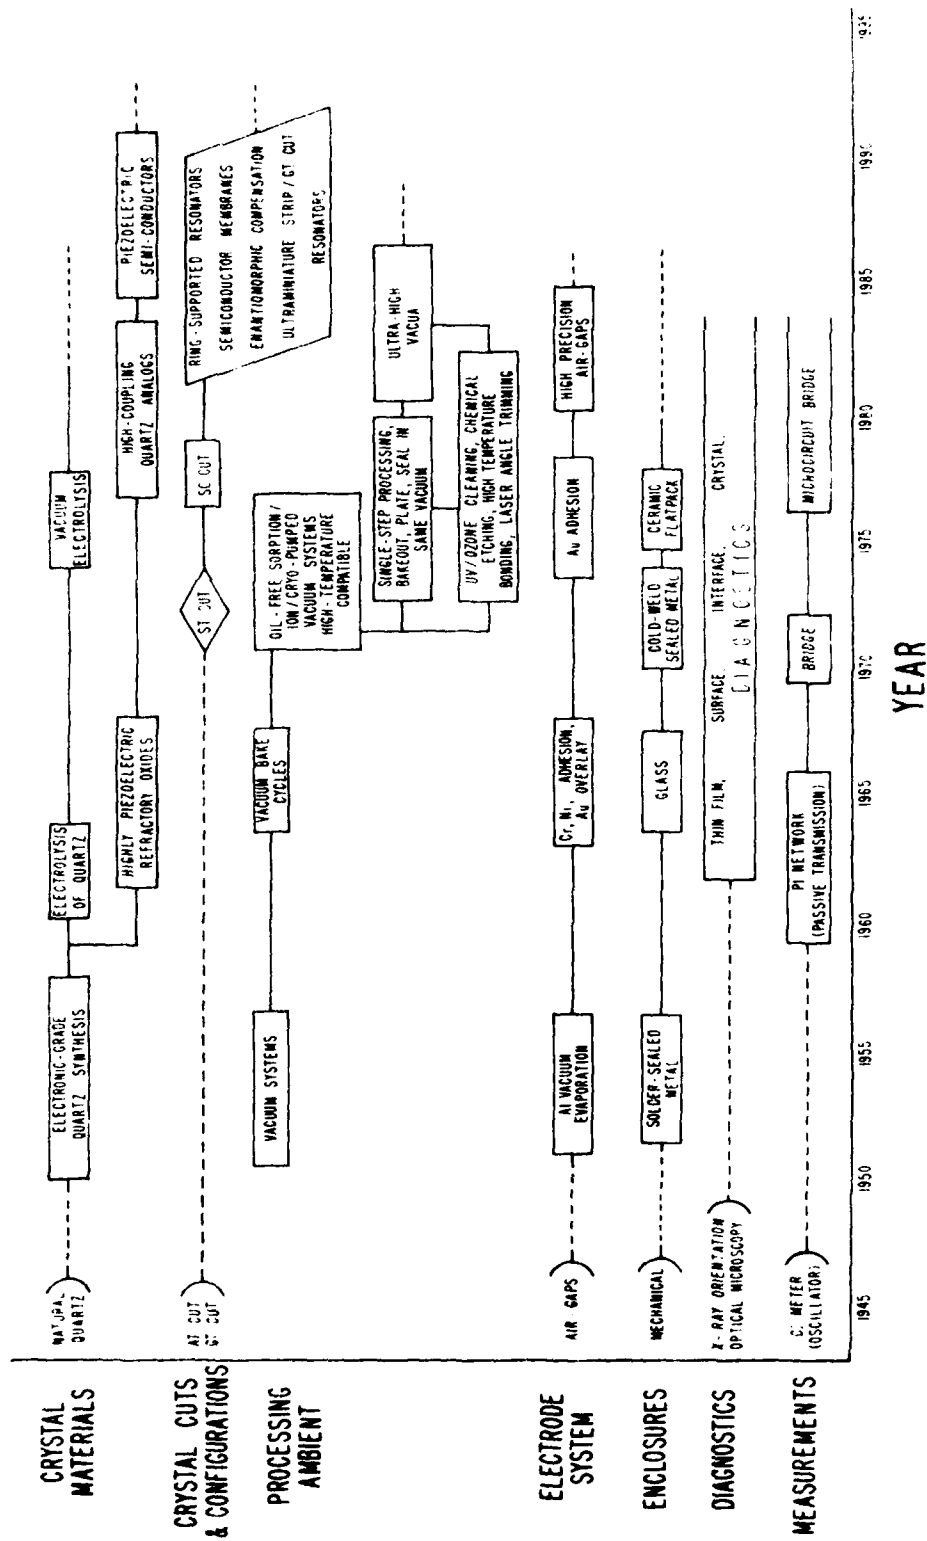 CRYSTAL
MATERIALS
NATURAL
QUARTZ
ELECTRONIC-GRADE
QUARTZ SYNTHESIS
ELECTROLYSIS
OF QUARTZ
VACUUM
ELECTROLYSIS
HIGHLY PIEZOELECTRIC
REFRACTORY OXIDES
HIGH-COUPLING
QUARTZ ANALOGS
PIEZOELECTRIC
SEMI-CONDUCTORS
CRYSTAL CUTS
& CONFIGURATIONS
AT CUT
CUT
ST CUT
SC CUT
RING-SUPPORTED RESONATORS
SEMICONDUCTOR MEMBRANES
ENANTIOMORPHIC COMPENSATION
ULTRAMINIATURE STRIP/GT CUT
RESONATORS
PROCESSING
AMBIENT
VACUUM SYSTEMS
VACUUM BAKE
CYCLES
OIL-FREE SORPTION/
ION/CRYO-PUMPED
VACUUM SYSTEMS
HIGH-TEMPERATURE
COMPATIBLE
SINGLE-STEP PROCESSING,
BAKEOUT, PLATE, SEAL IN
SAME VACUUM
ULTRA-HIGH
VACUA
UV/OZONE CLEANING, CHEMICAL
ETCHING, HIGH TEMPERATURE
BONDING, LASER ANGLE TRIMMING
ELECTRODE
SYSTEM
AIR GAPS
Al VACUUM
EVAPORATION
Cr, Ni, ADHESION,
Au OVERLAY
Au ADHESION
HIGH PRECISION
AIR-GAPS
ENCLOSURES
MECHANICAL
SOLDER-SEALED
METAL
GLASS
COLD-WELD
SEALED METAL
CERAMIC
FLATPACK
DIAGNOSTICS
X-RAY ORIENTATION
OPTICAL MICROSCOPY
THIN FILM, SURFACE, INTERFACE, CRYSTAL,
DIAGNOSTICS
MEASUREMENTS
METER
(OSCILLATOR)
PI NETWORK
(PASSIVE TRANSMISSION)
BRIDGE
MICROCIRCUIT BRIDGE
1945 1950 1955 1960 1965 1970 1975 1980 1985 1990 1995
YEAR